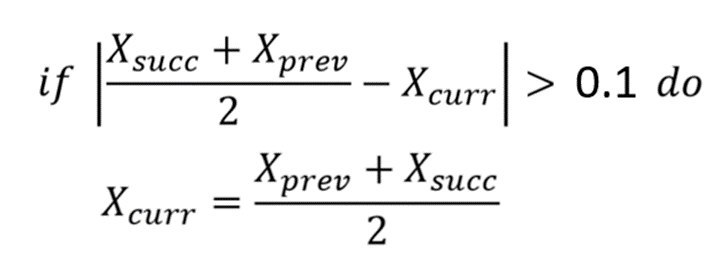 if |(X_succ + X_prev)/2 − X_curr| > 0.1 do
X_curr = (X_prev + X_succ)/2